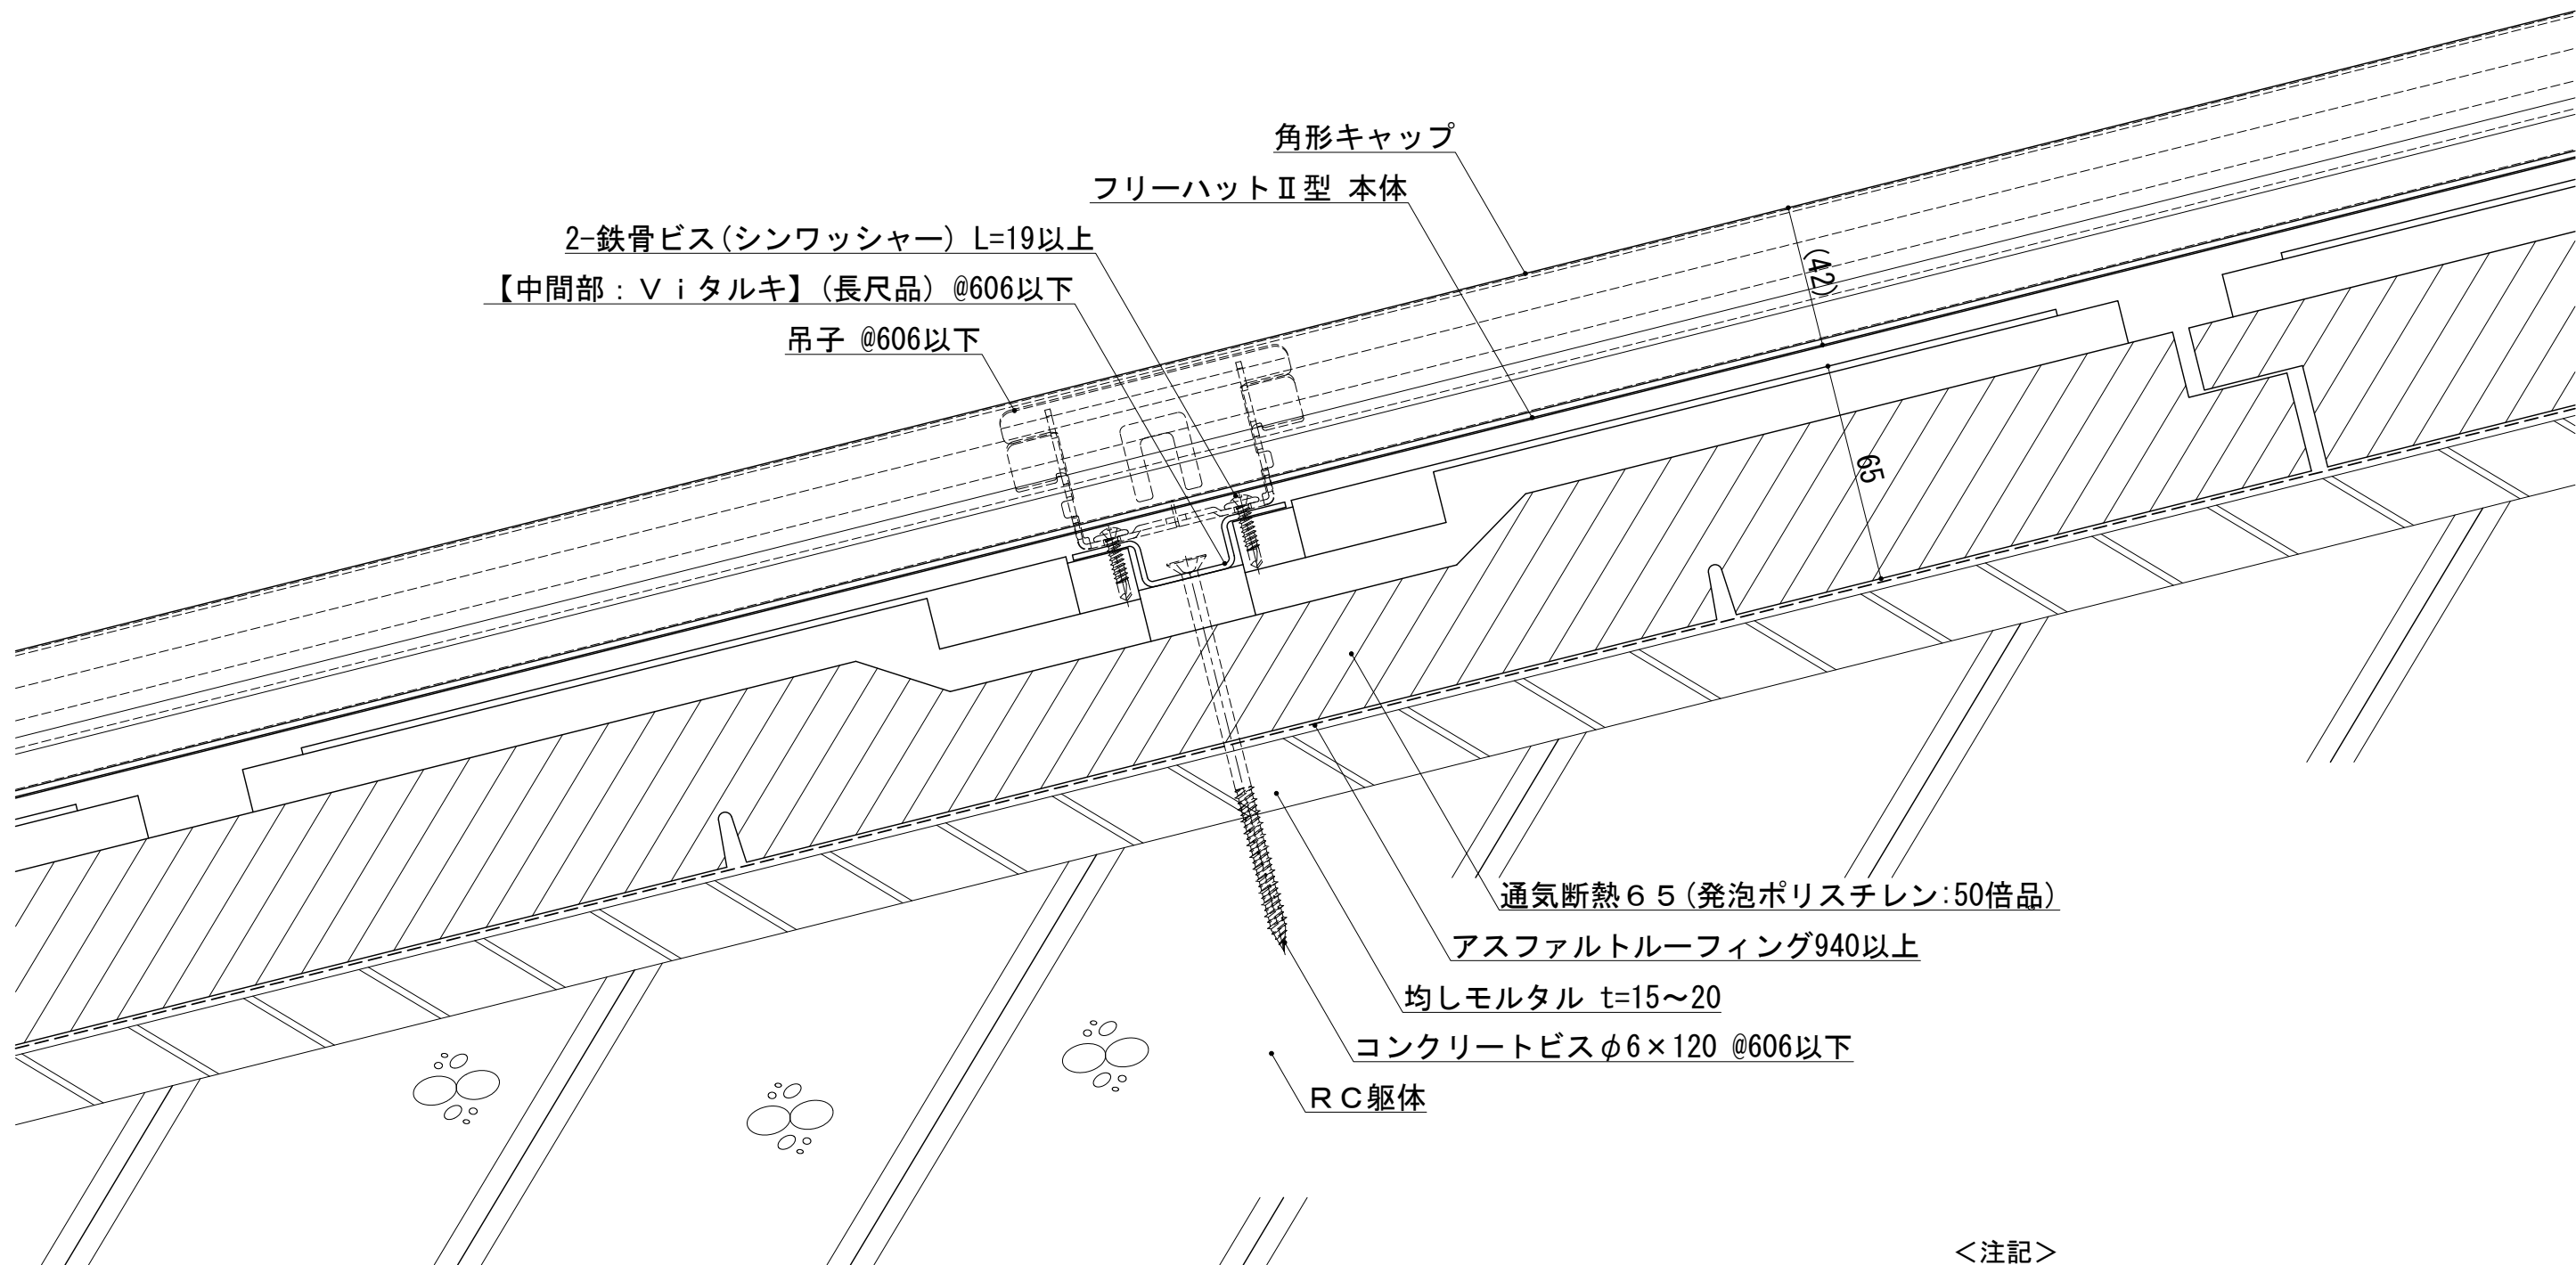 角形キャップ
フリーハットⅡ型 本体
2-鉄骨ビス(シンワッシャー) L=19以上
【中間部：Ｖｉタルキ】(長尺品) @606以下
吊子 @606以下
(42)
65
通気断熱６５(発泡ポリスチレン:50倍品)
アスファルトルーフィング940以上
均しモルタル t=15～20
コンクリートビスφ6×120 @606以下
ＲＣ躯体
＜注記＞